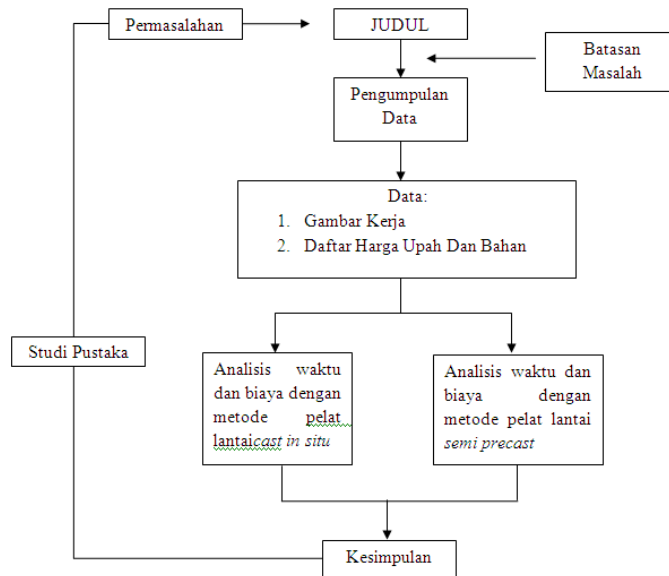 Permasalahan
JUDUL
Batasan
Masalah
Pengumpulan
Data
Data:
1. Gambar Kerja
2. Daftar Harga Upah Dan Bahan
Studi Pustaka
Analisis waktu
dan biaya dengan
metode pelat
lantaicast in situ
Analisis waktu dan
biaya dengan
metode pelat lantai
semi precast
Kesimpulan